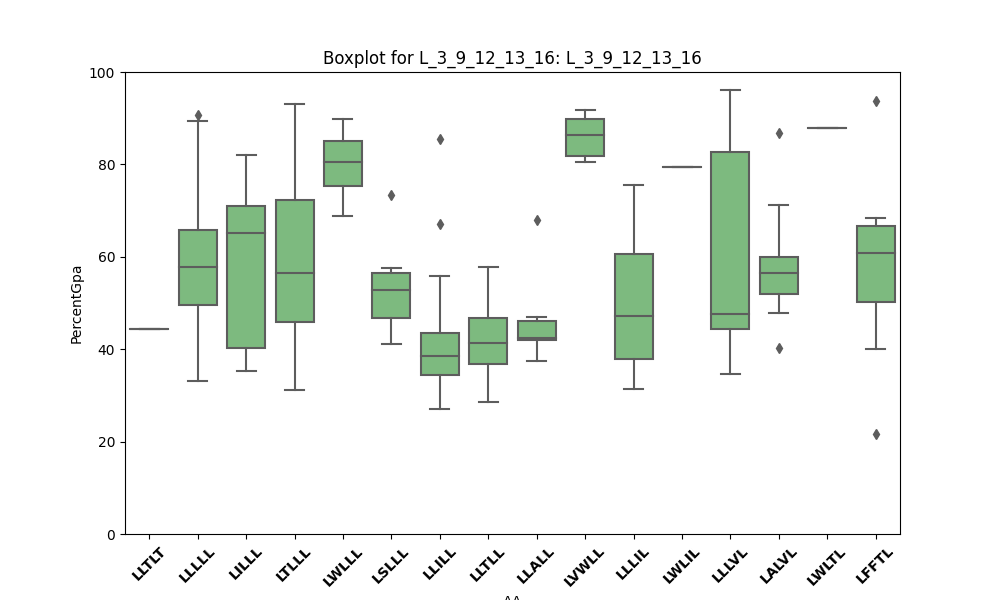 Boxplot for L_3_9_12_13_16: L_3_9_12_13_16
100
80
60
40
20
0
PercentGpa
LLTLT
LLLLL
LILLL
LTLLL
LWLLL
LSLLL
LLILL
LLTLL
LLALL
LVWLL
LLLIL
LWLIL
LLLVL
LALVL
LWLTL
LFFTL
AA